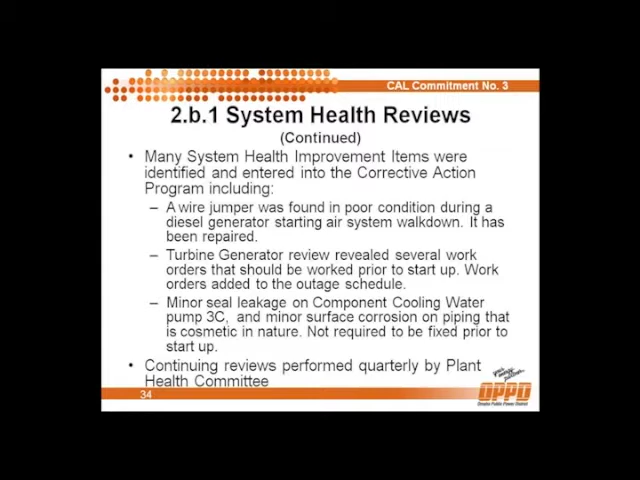 CAL Commitment No. 3
2.b.1 System Health Reviews
(Continued)
• Many System Health Improvement Items were
identified and entered into the Corrective Action
Program including:
– A wire jumper was found in poor condition during a
diesel generator starting air system walkdown. It has
been repaired.
– Turbine Generator review revealed several work
orders that should be worked prior to start up. Work
orders added to the outage schedule.
– Minor seal leakage on Component Cooling Water
pump 3C, and minor surface corrosion on piping that
is cosmetic in nature. Not required to be fixed prior to
start up.
• Continuing reviews performed quarterly by Plant
Health Committee
34
OPPD
Omaha Public Power District